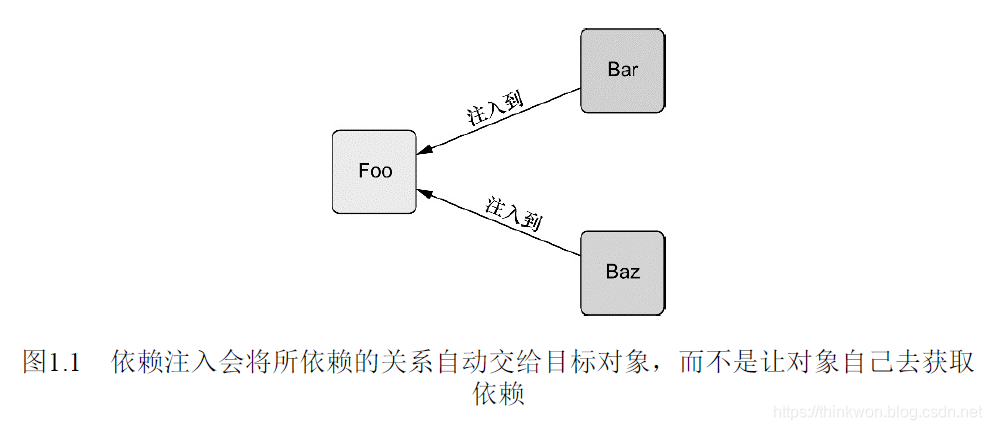 Bar
注入到
Foo
注入到
Baz
图1.1 依赖注入会将所依赖的关系自动交给目标对象，而不是让对象自己去获取
依赖
https://thinkwon.blog.csdn.net